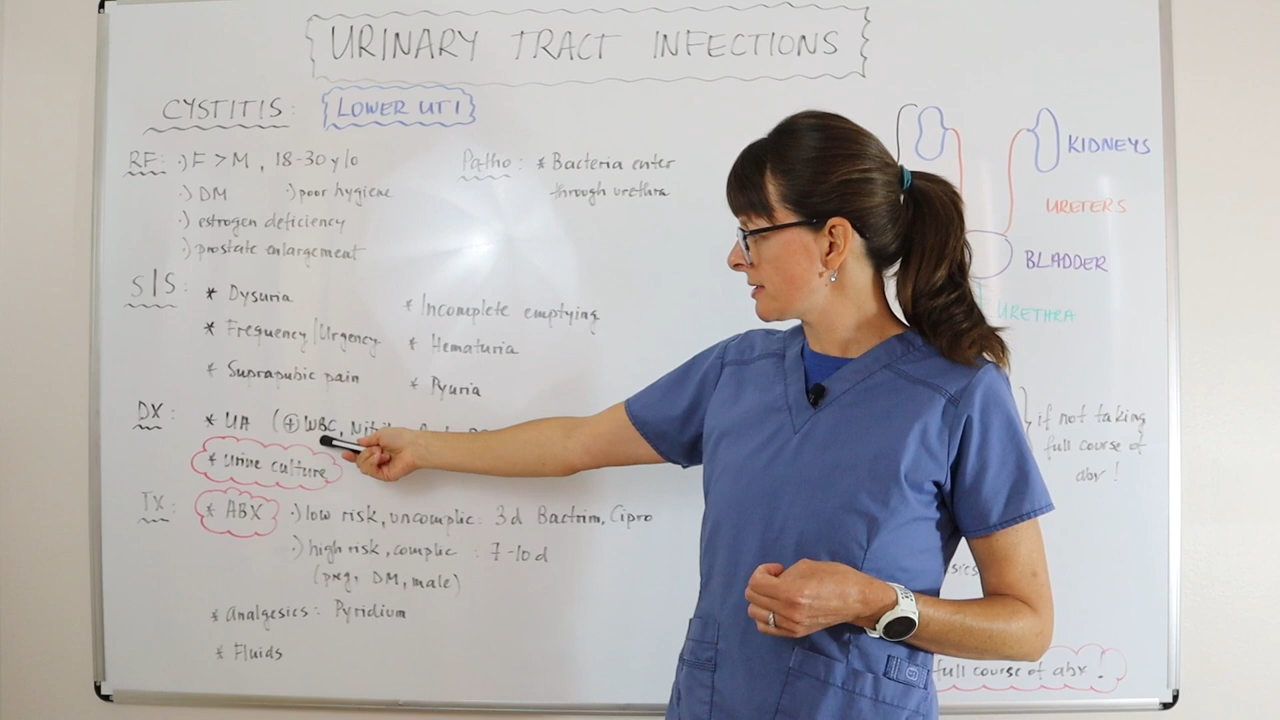 URINARY TRACT INFECTIONS
CYSTITIS: LOWER UTI
RF: ·) F > M, 18-30 y/o
·) DM ·) poor hygiene
·) estrogen deficiency
·) prostate enlargement
Patho: * Bacteria enter
through urethra
S|S: * Dysuria
* Frequency/Urgency
* Suprapubic pain
* Incomplete emptying
* Hematuria
* Pyuria
DX: * UA (⊕ WBC,
* urine culture
TX: * ABX ·) low risk, uncomplic: 3 d Bactrim, Cipro
·) high risk, complic : 7-10 d
(preg, DM, male)
* Analgesics: Pyridium
* Fluids
KIDNEYS
URETERS
BLADDER
URETHRA
} if not taking
full course of
abx!
full course of abx!